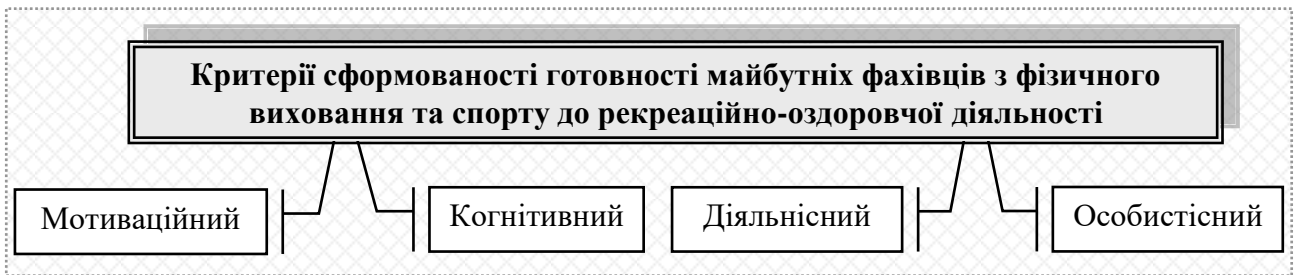 Критерії сформованості готовності майбутніх фахівців з фізичного
виховання та спорту до рекреаційно-оздоровчої діяльності
Мотиваційний
Когнітивний
Діяльнісний
Особистісний